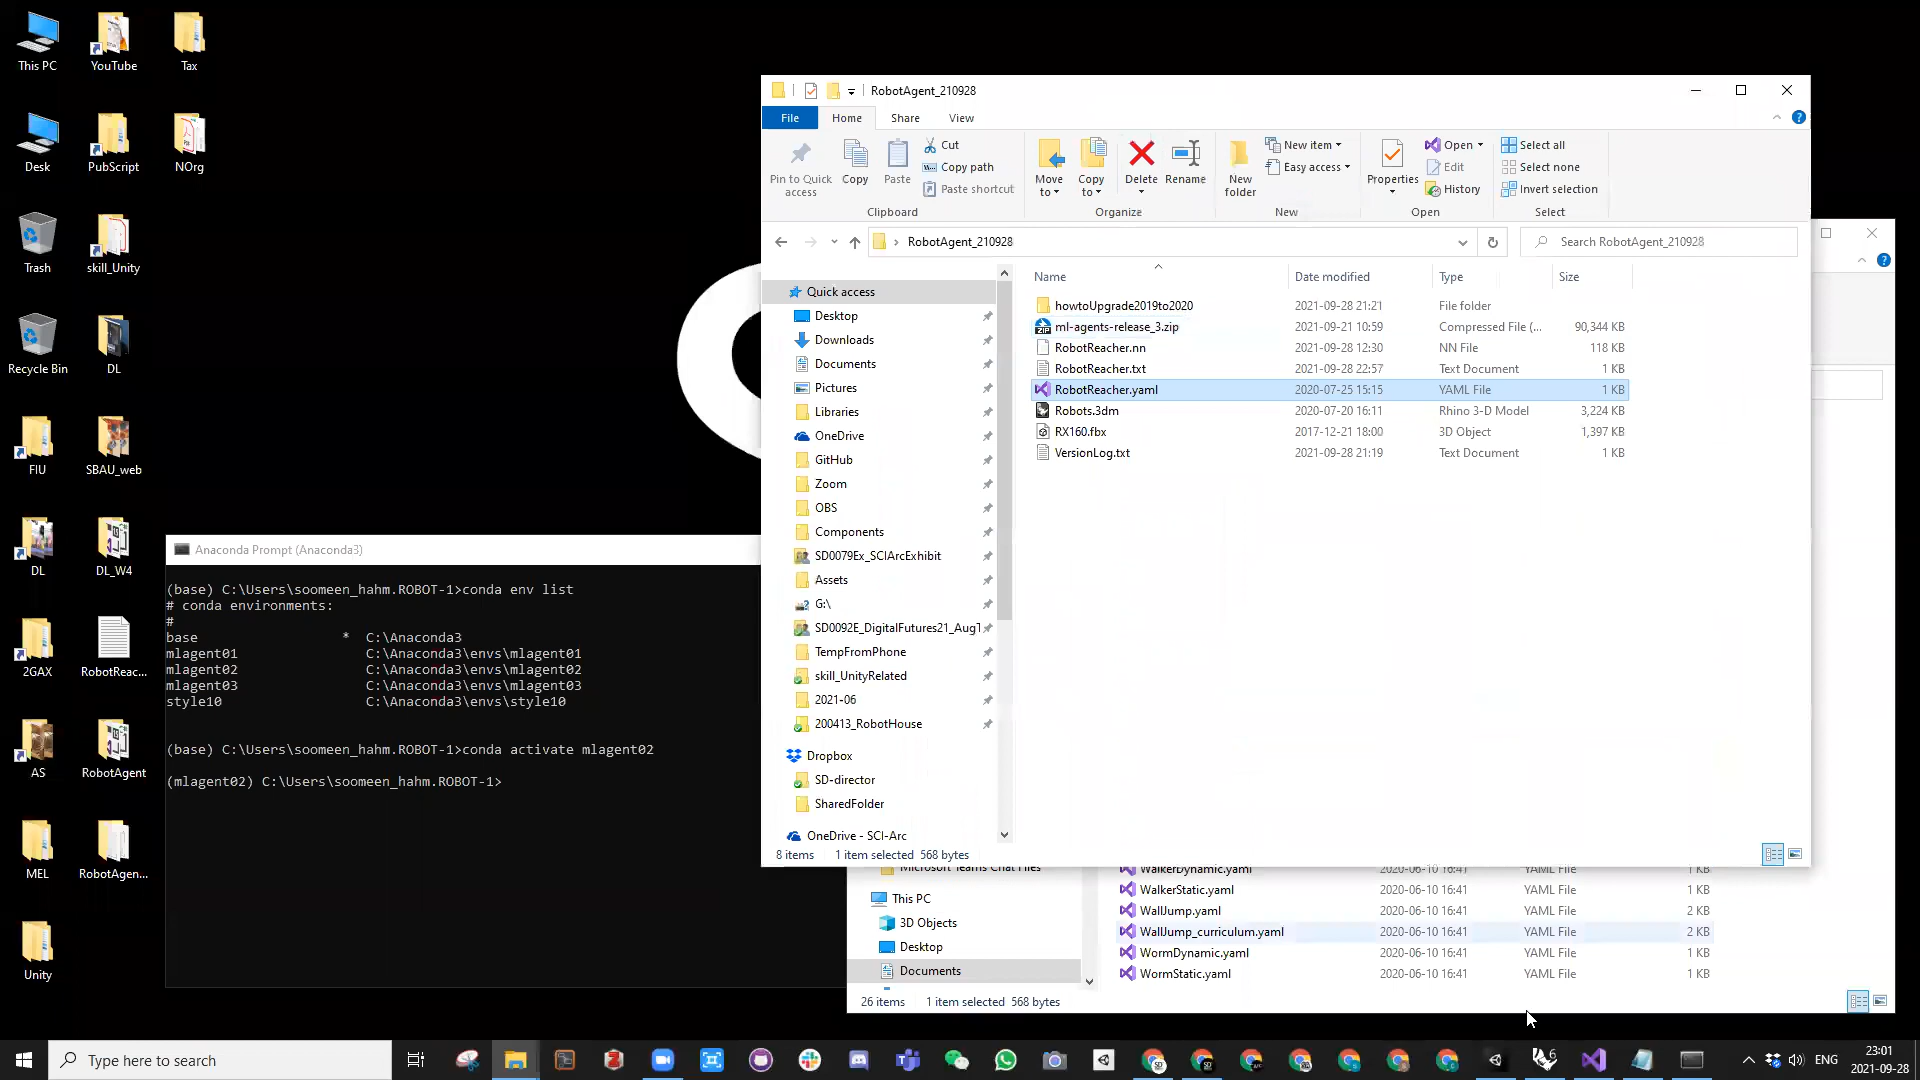 This PC
YouTube
Tax
Desk
PubScript
NOrg
Trash
skill_Unity
Recycle Bin
DL
FIU
SBAU_web
DL
DL_W4
2GAX
RobotReac...
AS
RobotAgent
MEL
RobotAgen...
Unity
RobotAgent_210928
File
Home
Share
View
Pin to Quick access
Copy
Paste
Cut
Copy path
Paste shortcut
Clipboard
Move to
Copy to
Delete
Rename
Organize
New folder
New item
Easy access
New
Properties
Open
Edit
History
Open
Select all
Select none
Invert selection
Select
RobotAgent_210928
Search RobotAgent_210928
Quick access
Desktop
Downloads
Documents
Pictures
Libraries
OneDrive
GitHub
Zoom
OBS
Components
SD0079Ex_SCIArcExhibit
Assets
G:\
SD0092E_DigitalFutures21_AugT
TempFromPhone
skill_UnityRelated
2021-06
200413_RobotHouse
Dropbox
SD-director
SharedFolder
OneDrive - SCI-Arc
Name Date modified Type Size
howtoUpgrade2019to2020 2021-09-28 21:21 File folder
ml-agents-release_3.zip 2021-09-21 10:59 Compressed File (... 90,344 KB
RobotReacher.nn 2021-09-28 12:30 NN File 118 KB
RobotReacher.txt 2021-09-28 22:57 Text Document 1 KB
RobotReacher.yaml 2020-07-25 15:15 YAML File 1 KB
Robots.3dm 2020-07-20 16:11 Rhino 3-D Model 3,224 KB
RX160.fbx 2017-12-21 18:00 3D Object 1,397 KB
VersionLog.txt 2021-09-28 21:19 Text Document 1 KB
8 items 1 item selected 568 bytes
Anaconda Prompt (Anaconda3)
(base) C:\Users\soomeen_hahm.ROBOT-1>conda env list
# conda environments:
#
base * C:\Anaconda3
mlagent01 C:\Anaconda3\envs\mlagent01
mlagent02 C:\Anaconda3\envs\mlagent02
mlagent03 C:\Anaconda3\envs\mlagent03
style10 C:\Anaconda3\envs\style10
(base) C:\Users\soomeen_hahm.ROBOT-1>conda activate mlagent02
(mlagent02) C:\Users\soomeen_hahm.ROBOT-1>
Microsoft Teams Chat Files
This PC
3D Objects
Desktop
Documents
WalkerDynamic.yaml 2020-06-10 16:41 YAML File 1 KB
WalkerStatic.yaml 2020-06-10 16:41 YAML File 1 KB
WallJump.yaml 2020-06-10 16:41 YAML File 2 KB
WallJump_curriculum.yaml 2020-06-10 16:41 YAML File 2 KB
WormDynamic.yaml 2020-06-10 16:41 YAML File 1 KB
WormStatic.yaml 2020-06-10 16:41 YAML File 1 KB
26 items 1 item selected 568 bytes
Type here to search
ENG
23:01
2021-09-28